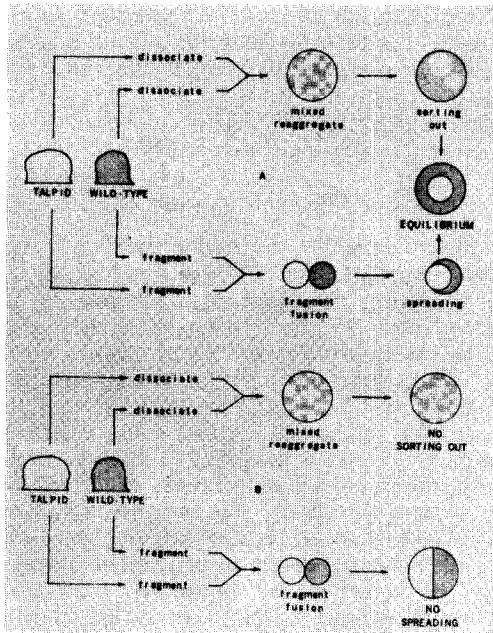 dissociate
dissociate
mixed
reaggregate
sorting
out
A
TALPID
WILD-TYPE
EQUILIBRIUM
fragment
fragment
fragment
fusion
spreading
dissociate
dissociate
mixed
reaggregate
NO
SORTING OUT
TALPID
WILD-TYPE
B
fragment
fragment
fragment
fusion
NO
SPREADING